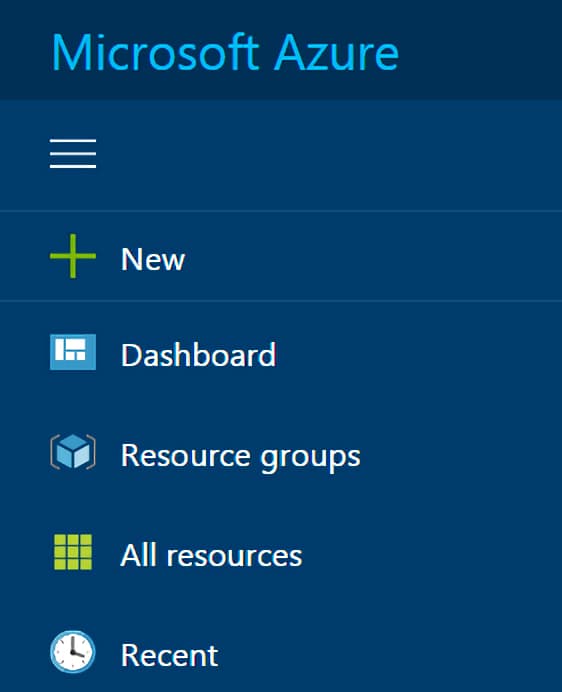 Microsoft Azure
New
Dashboard
Resource groups
All resources
Recent